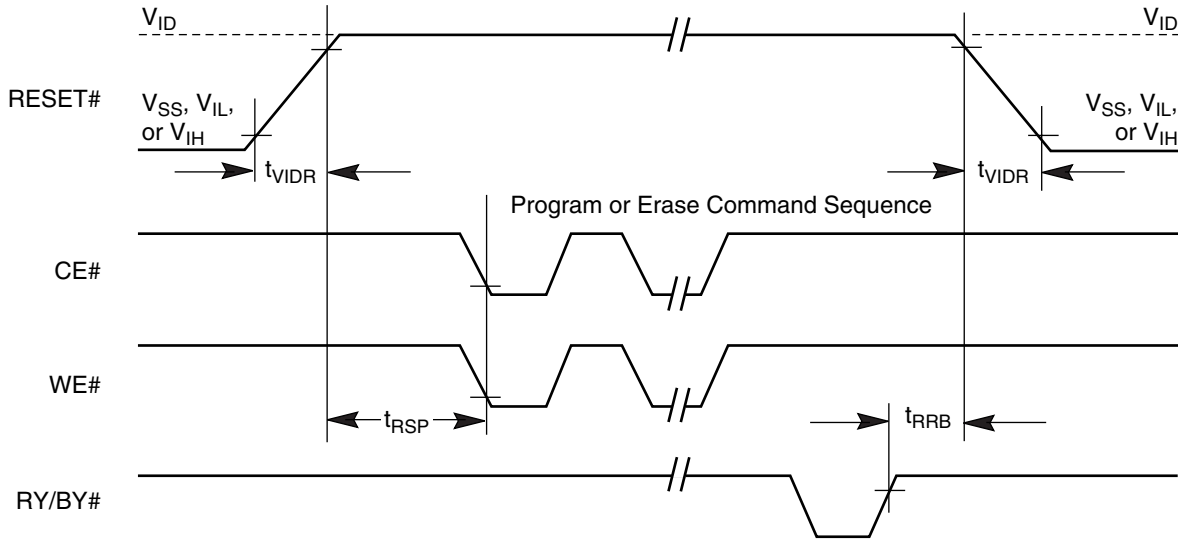 V_ID
V_ID
RESET#
V_SS, V_IL,
or V_IH
V_SS, V_IL,
or V_IH
t_VIDR
t_VIDR
Program or Erase Command Sequence
CE#
WE#
t_RSP
t_RRB
RY/BY#